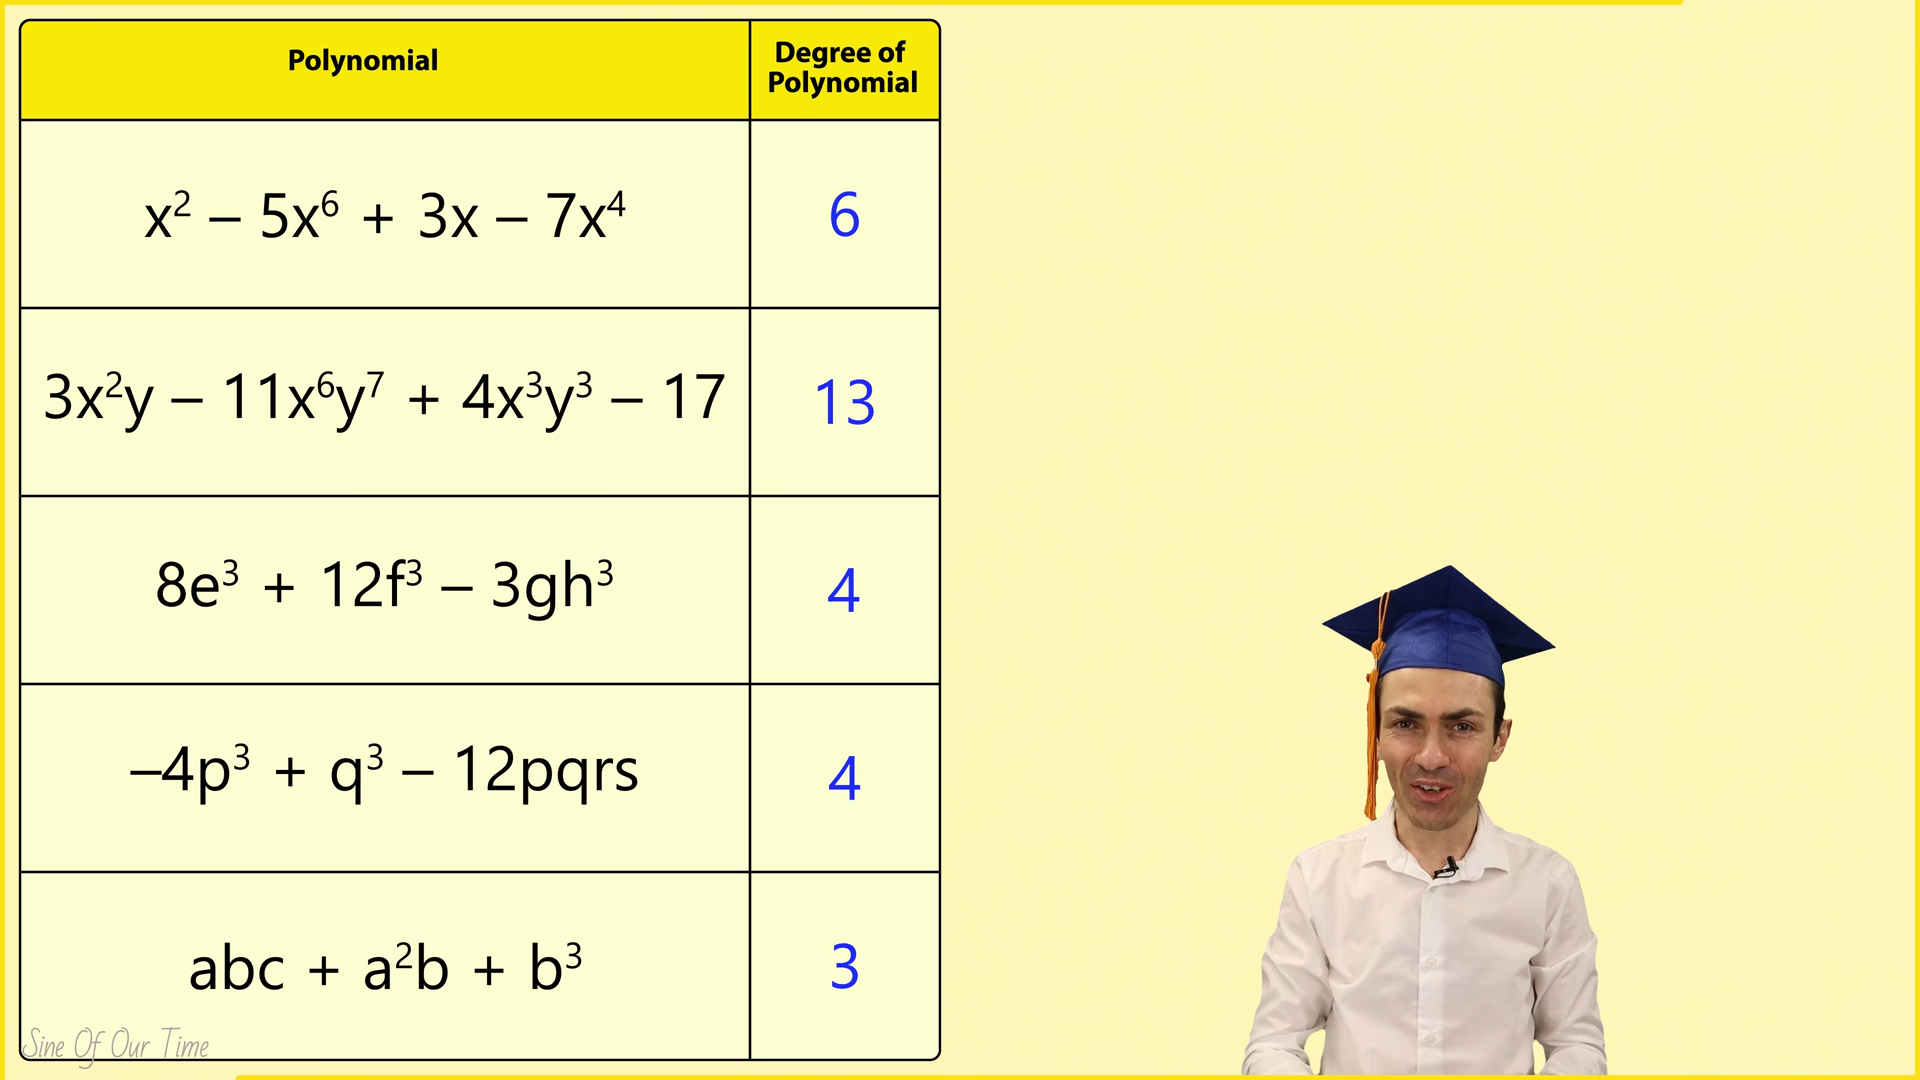 Polynomial
Degree of
Polynomial
x² – 5x⁶ + 3x – 7x⁴
6
3x²y – 11x⁶y⁷ + 4x³y³ – 17
13
8e³ + 12f³ – 3gh³
4
–4p³ + q³ – 12pqrs
4
abc + a²b + b³
3
Sine Of Our Time